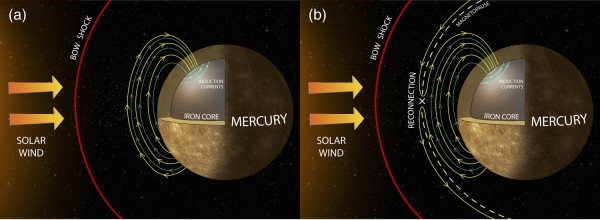 (a)
BOW SHOCK
SOLAR
WIND
INDUCTION
CURRENTS
IRON CORE
MERCURY
(b)
BOW SHOCK
MAGNETOPAUSE
RECONNECTION
X
SOLAR
WIND
INDUCTION
CURRENTS
IRON CORE
MERCURY